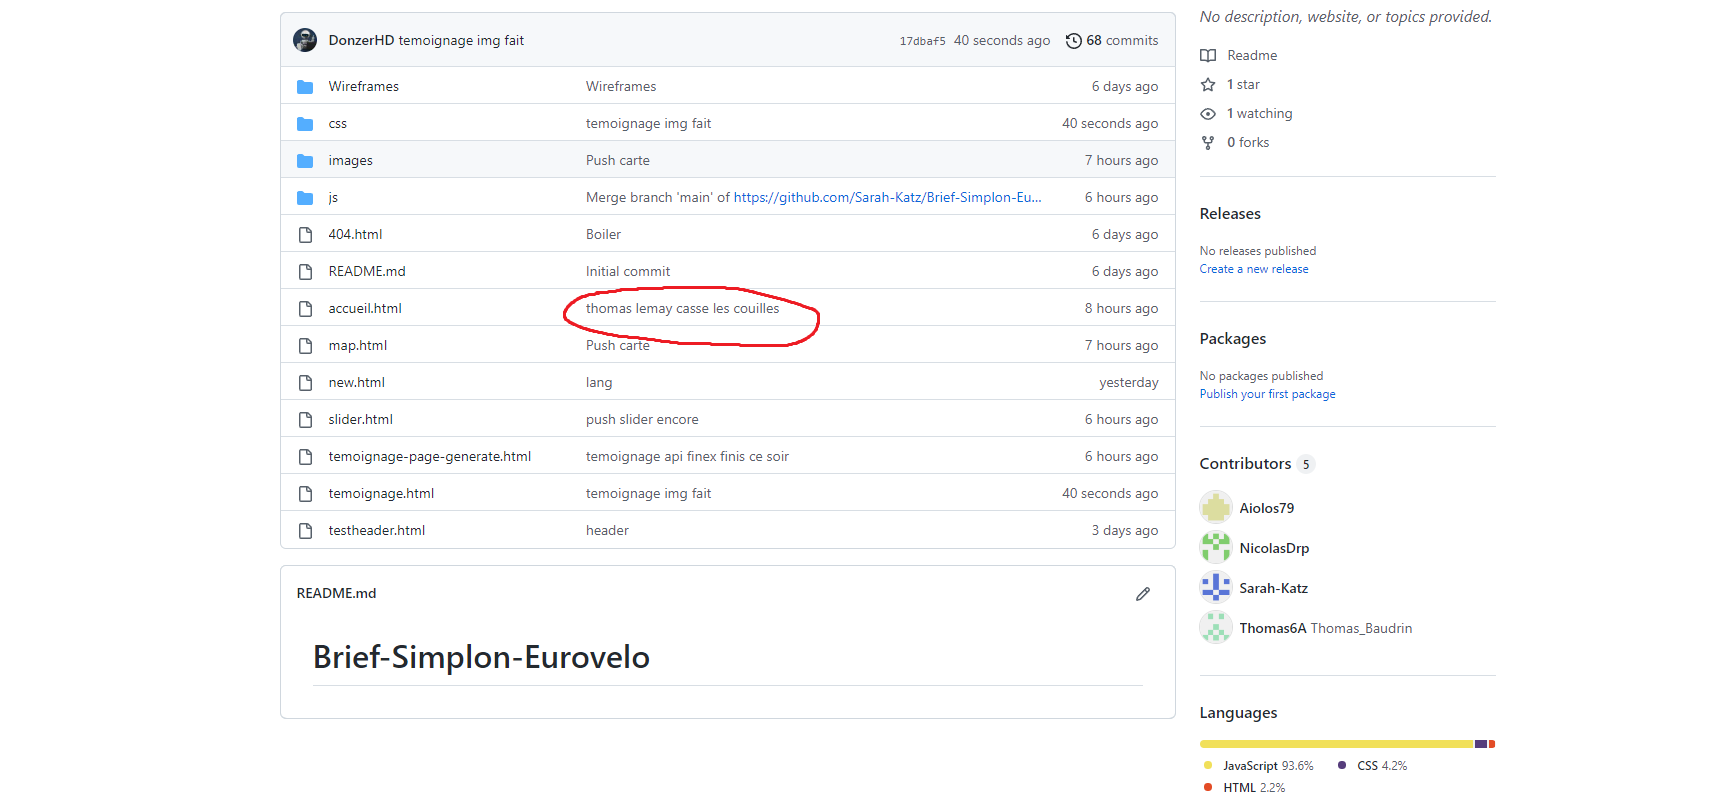 No description, website, or topics provided.
DonzerHD temoignage img fait 17dbaf5 40 seconds ago 68 commits
Wireframes Wireframes 6 days ago
css temoignage img fait 40 seconds ago
images Push carte 7 hours ago
js Merge branch 'main' of https://github.com/Sarah-Katz/Brief-Simplon-Eu... 6 hours ago
404.html Boiler 6 days ago
README.md Initial commit 6 days ago
accueil.html thomas lemay casse les couilles 8 hours ago
map.html Push carte 7 hours ago
new.html lang yesterday
slider.html push slider encore 6 hours ago
temoignage-page-generate.html temoignage api finex finis ce soir 6 hours ago
temoignage.html temoignage img fait 40 seconds ago
testheader.html header 3 days ago
README.md
Brief-Simplon-Eurovelo
Readme
1 star
1 watching
0 forks
Releases
No releases published
Create a new release
Packages
No packages published
Publish your first package
Contributors 5
Aiolos79
NicolasDrp
Sarah-Katz
Thomas6A Thomas_Baudrin
Languages
JavaScript 93.6% CSS 4.2%
HTML 2.2%